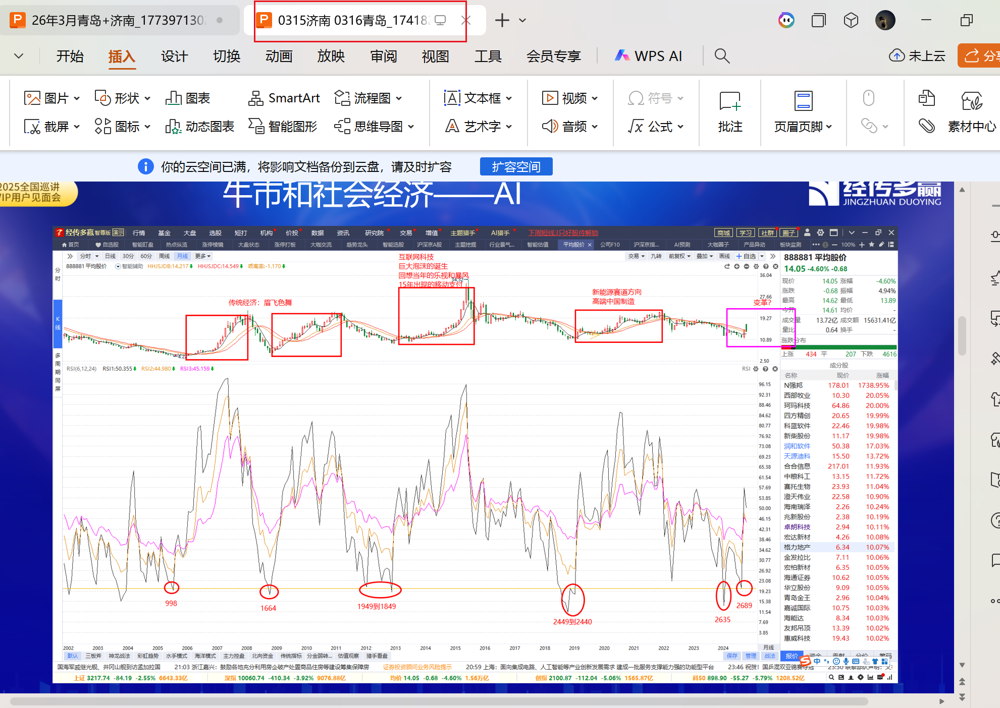 26年3月青岛+济南_177397130
0315济南 0316青岛_17418
开始 插入 设计 切换 动画 放映 审阅 视图 工具 会员专享 WPS AI 未上云
图片 形状 图表 SmartArt 流程图 文本框 视频 符号
截屏 图标 动态图表 智能图形 思维导图 艺术字 音频 公式 批注 页眉页脚 素材中心
你的云空间已满，将影响文档备份到云盘，请及时扩容 扩容空间
2025全国巡讲
VIP用户见面会
牛市和社会经济——AI
经传多赢
JINGZHUAN DUOYING
经传多赢 智尊版 演示 行情 基金 大盘 选股 短打 机构 价投 数据 资讯 研究院 交易 增值 主题猎手 AI猎手 下周短线3只好股待解锁 商城 学习 社群 圈子
首页 自选股 智能盯盘 热点纵览 涨停棱镜 大盘状态 涨停打板 大咖交流 趋势龙头 智能选股 沪深京A股 主题挖掘 行业景气... 智能估值 平均股价 公司F10 沪深京指... AI预测 大咖圈子 产品异动 板块监测 100%
分时 日线 30分 60分 周线 月线 更多 交易 九转 前复权 叠加 画线 自选
888881 平均股价 智能辅助 HHJSJDB:14.217 HHJSJDC:14.549 乖离率:-1.170
分时
K线
多周期同屏
互联网科技
巨大泡沫的诞生
回想当年的乐视和暴风
15年出现的移动支付
34.32
传统经济：眉飞色舞
新能源赛道方向
高端中国制造
变革?
4.22
36.04
27.66
19.27
10.89
2.50
RSI(6,12,24) RSI1:50.355 RSI2:44.980 RSI3:45.159 RSI
96.15
92.31
88.46
84.62
80.77
76.92
73.08
69.23
65.38
61.54
57.69
53.85
50.00
46.15
42.31
38.46
34.62
30.77
26.92
23.08
19.23
15.38
11.54
7.69
3.85
998
1664
1949到1849
2449到2440
2635
2689
2002 2003 2004 2005 2006 2007 2008 2009 2010 2011 2012 2013 2014 2015 2016 2017 2018 2019 2020 2021 2022 2023 2024 月线
默认 三板斧 神龙战法 彩虹趋势 水手模式 海洋模式 主力控盘 北向资金 传统指标 分金弱转... 估值观察 猎手看盘 保存 管理 战法
888881 平均股价
14.05 -4.60% -0.68
现价 14.05 涨幅 -4.60%
涨跌 -0.68 振幅 4.94%
最高 14.62 最低 13.89
今开 14.61 均价 -
成交量 13.72亿 成交额 15631.41亿
量比 0.64 换手 -
涨跌分布
上涨 434 平 207 下跌 4616
成分股
名称 现价 涨幅
N强邦 178.01 1738.95%
西部牧业 10.30 20.05%
珂玛科技 64.86 20.00%
四方精创 20.65 19.99%
科蓝软件 22.46 19.98%
新柴股份 11.17 19.98%
润和软件 50.38 17.03%
天源迪科 15.50 13.72%
合合信息 217.01 11.93%
中粮科工 13.15 11.72%
赛托生物 23.93 11.04%
澄天伟业 22.58 10.90%
海南瑞泽 2.26 10.24%
兆新股份 2.38 10.19%
卓朗科技 2.94 10.11%
宏达新材 4.26 10.08%
格力地产 6.34 10.07%
金发拉比 7.11 10.06%
宏柏新材 6.35 10.05%
海通证券 10.62 10.05%
华立股份 9.09 10.05%
青岛金王 2.96 10.04%
嘉诚国际 10.75 10.03%
海能达 8.34 10.03%
友邦吊顶 13.39 10.02%
惠威科技 19.43 10.02%
报价
中
国海军戚继光舰、井冈山舰到访孟加拉国 21:03 浙江嘉兴：鼓励各地充分利用房企破产处置商品住房等建设筹集保障房 证券投资顾问业务风险提示 20:59 上海：面向集成电路、人工智能等产业创新发展需求 建成一批服务支撑能力强的功能型平台 23:46 祝贺！国乒混双亚锦赛夺冠
上证 3217.74 -84.19 -2.55% 6643.33亿 深指 10060.74 -410.34 -3.92% 9076.88亿 均价 14.05 -0.68 -4.60% 1.56万亿 创指 2100.87 -112.04 -5.06% 1565.87亿 科50 898.90 -55.27 -5.79% 1208.52亿